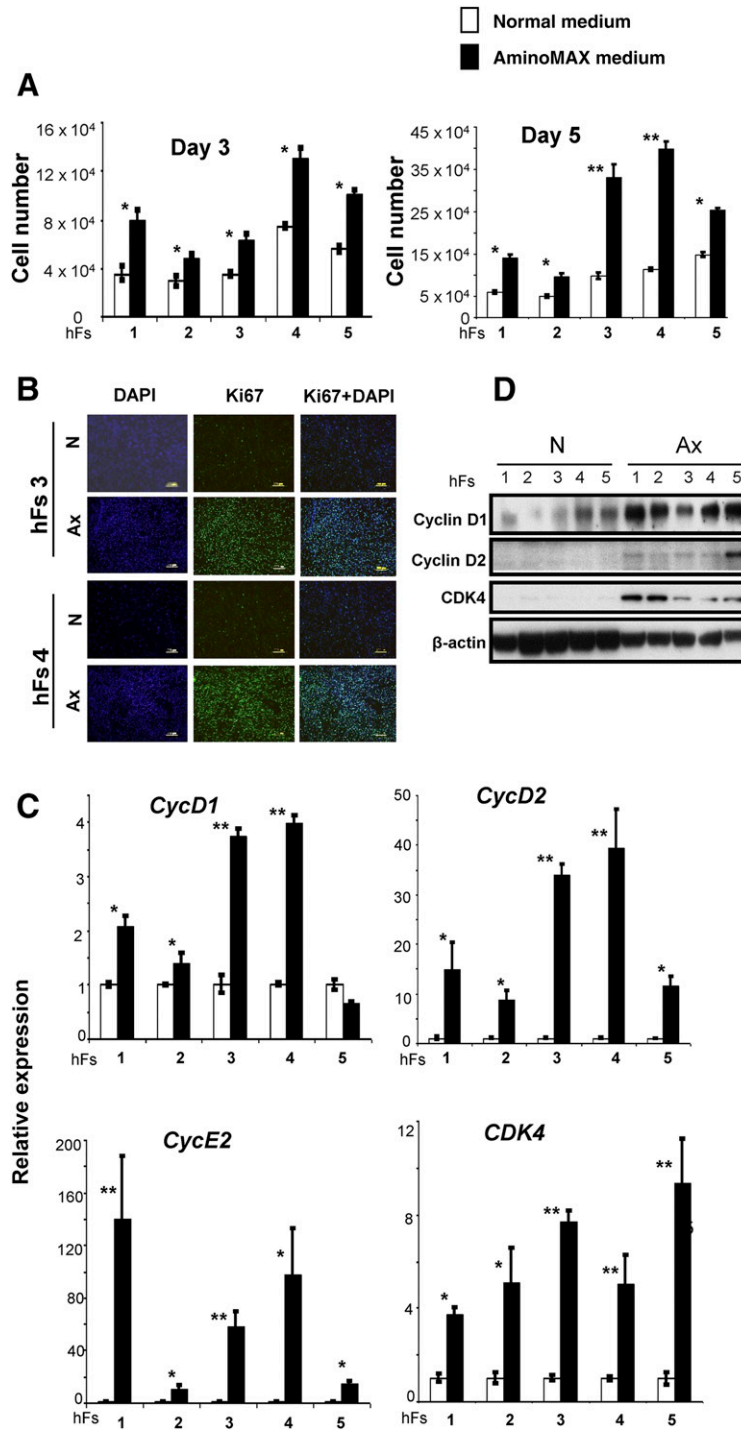 Normal medium
AminoMAX medium
A
Day 3
Cell number
16 x 10⁴
12 x 10⁴
8 x 10⁴
4 x 10⁴
0
* * * * *
hFs 1 2 3 4 5
Day 5
Cell number
45 x 10⁴
35 x 10⁴
25 x 10⁴
15 x 10⁴
5 x 10⁴
0
* * ** ** *
hFs 1 2 3 4 5
B
DAPI Ki67 Ki67+DAPI
hFs 3
N
Ax
hFs 4
N
Ax
D
N Ax
hFs 1 2 3 4 5 1 2 3 4 5
Cyclin D1
Cyclin D2
CDK4
β-actin
C
Relative expression
CycD1
4
3
2
1
0
* * ** **
hFs 1 2 3 4 5
CycD2
50
40
30
20
10
0
* * ** ** *
hFs 1 2 3 4 5
CycE2
200
160
120
80
40
0
** * ** * *
hFs 1 2 3 4 5
CDK4
12
8
4
0
* * ** ** **
hFs 1 2 3 4 5